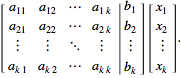 a₁₁ a₁₂ ⋯ a₁ₖ b₁ x₁
a₂₁ a₂₂ ⋯ a₂ₖ b₂ x₂
⋮ ⋮ ⋱ ⋮ ⋮ ⋮
aₖ₁ aₖ₂ ⋯ aₖₖ bₖ xₖ .